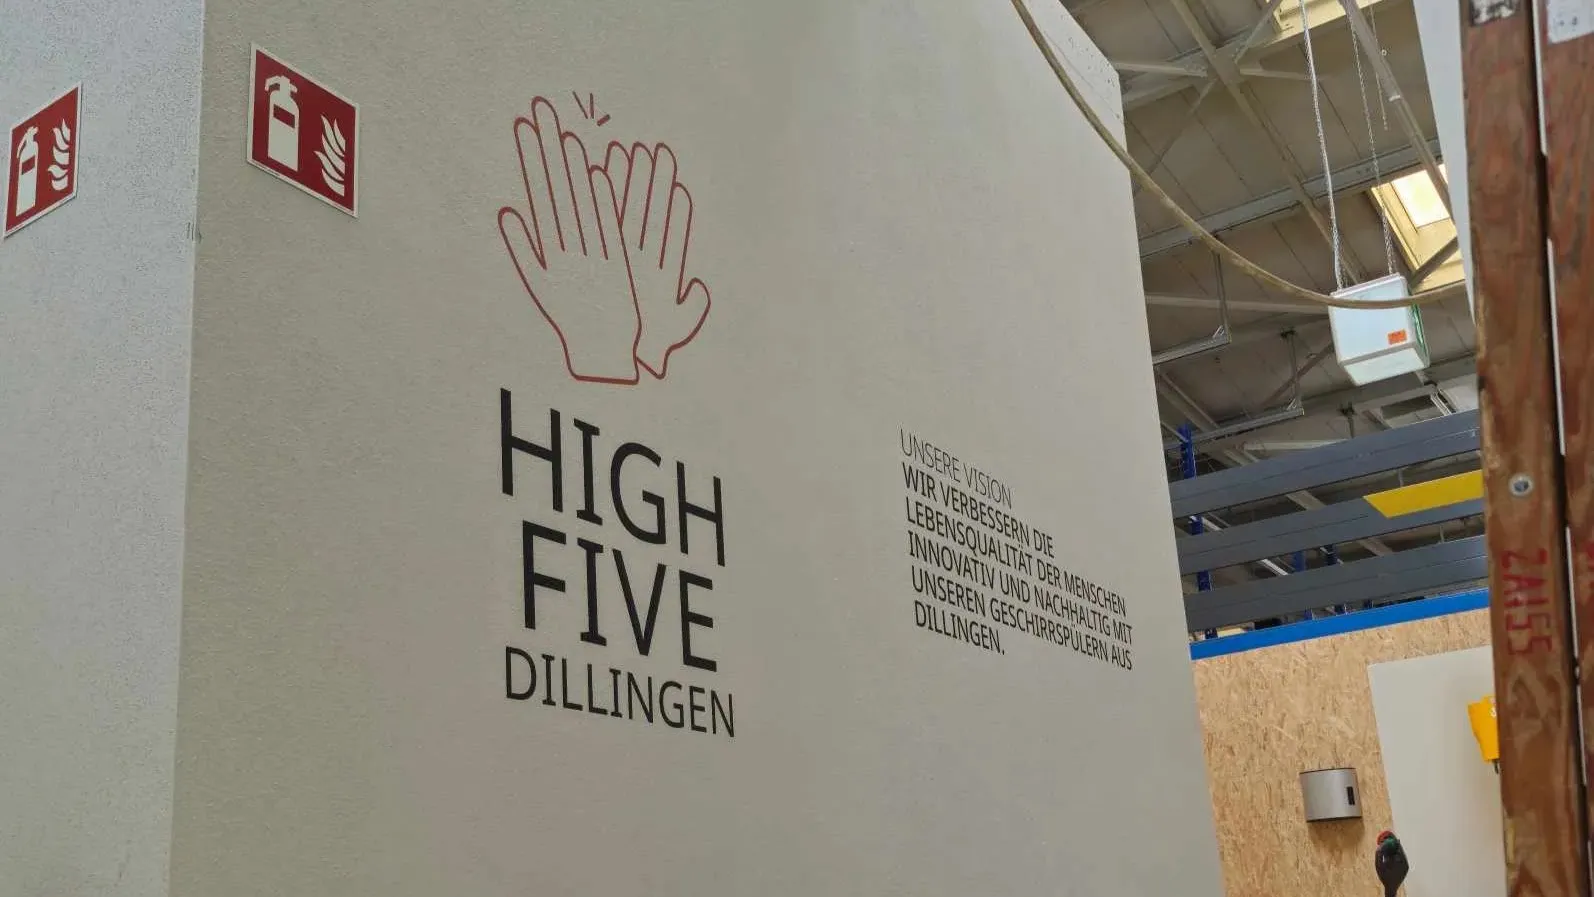 HIGH
FIVE
DILLINGEN
UNSERE VISION
WIR VERBESSERN DIE
LEBENSQUALITÄT DER MENSCHEN
INNOVATIV UND NACHHALTIG MIT
UNSEREN GESCHIRRSPÜLERN AUS
DILLINGEN.